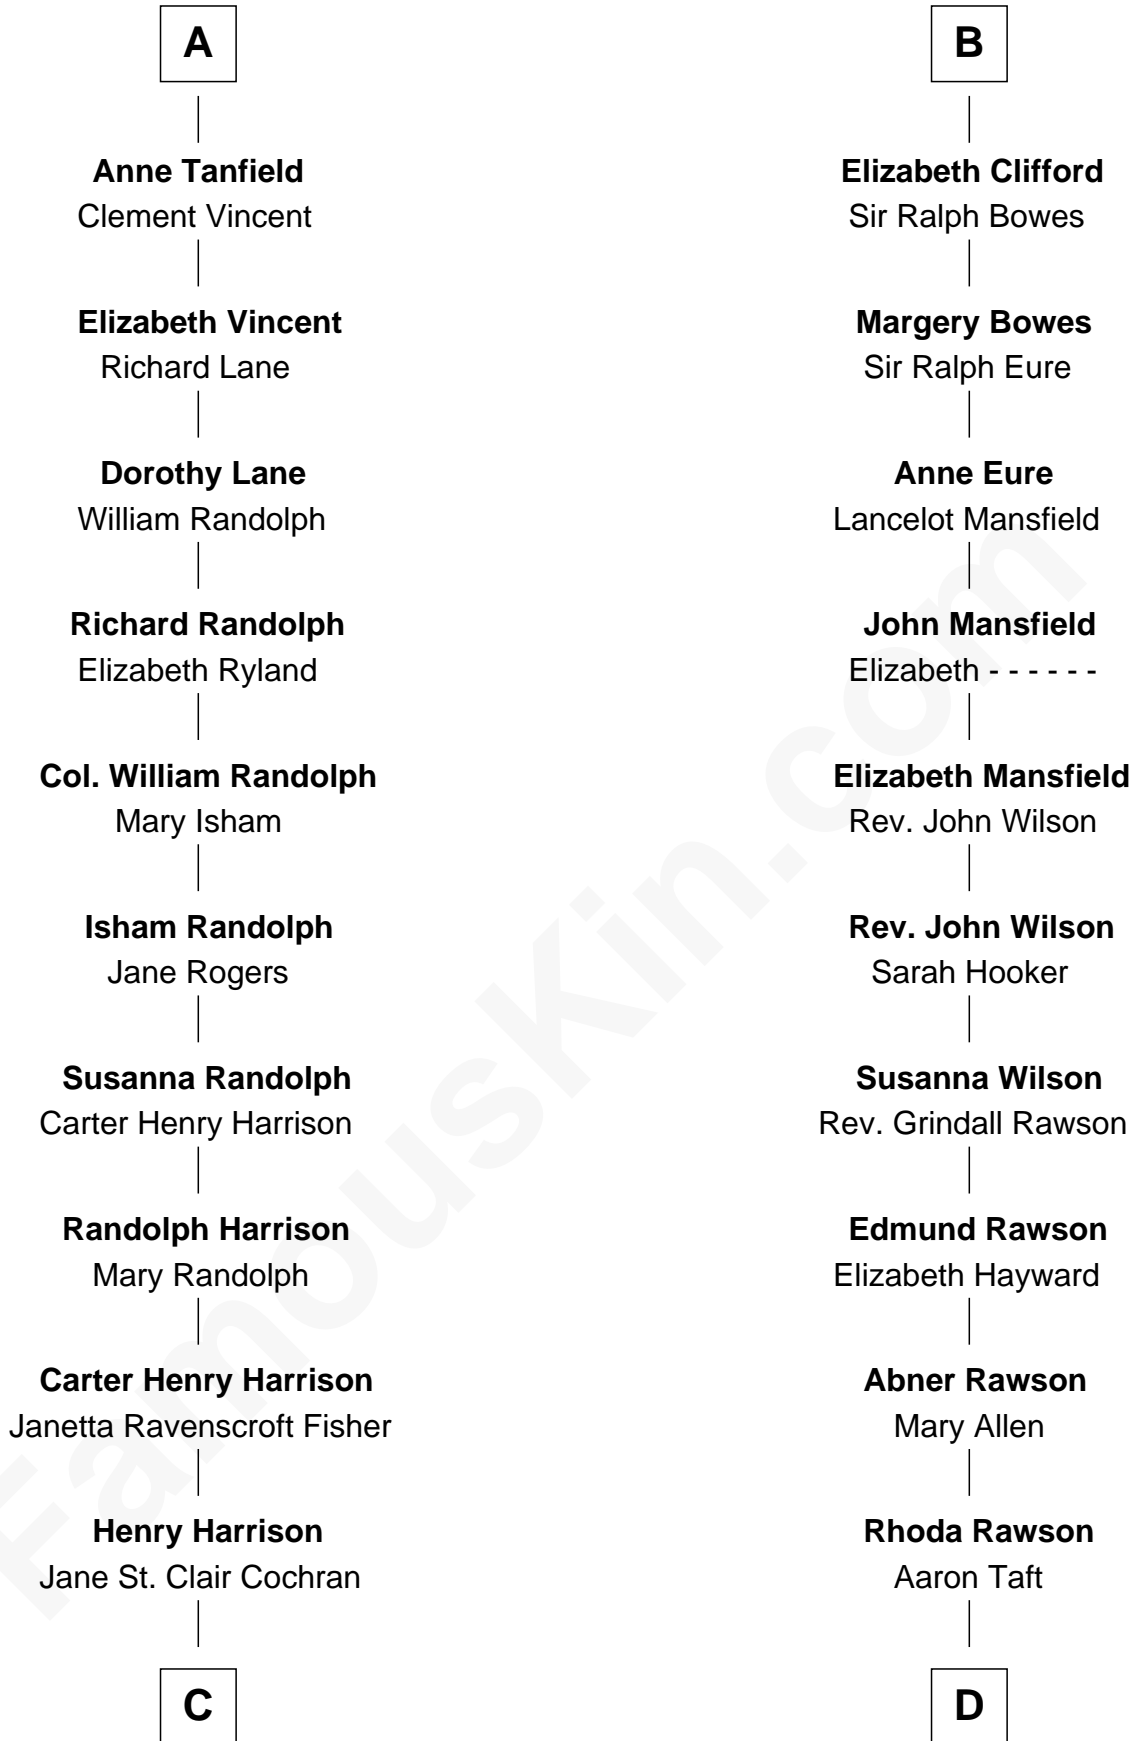 A
Anne Tanfield
Clement Vincent
Elizabeth Vincent
Richard Lane
Dorothy Lane
William Randolph
Richard Randolph
Elizabeth Ryland
Col. William Randolph
Mary Isham
Isham Randolph
Jane Rogers
Susanna Randolph
Carter Henry Harrison
Randolph Harrison
Mary Randolph
Carter Henry Harrison
Janetta Ravenscroft Fisher
Henry Harrison
Jane St. Clair Cochran
C
B
Elizabeth Clifford
Sir Ralph Bowes
Margery Bowes
Sir Ralph Eure
Anne Eure
Lancelot Mansfield
John Mansfield
Elizabeth - - - - - -
Elizabeth Mansfield
Rev. John Wilson
Rev. John Wilson
Sarah Hooker
Susanna Wilson
Rev. Grindall Rawson
Edmund Rawson
Elizabeth Hayward
Abner Rawson
Mary Allen
Rhoda Rawson
Aaron Taft
D
FamousKin.com